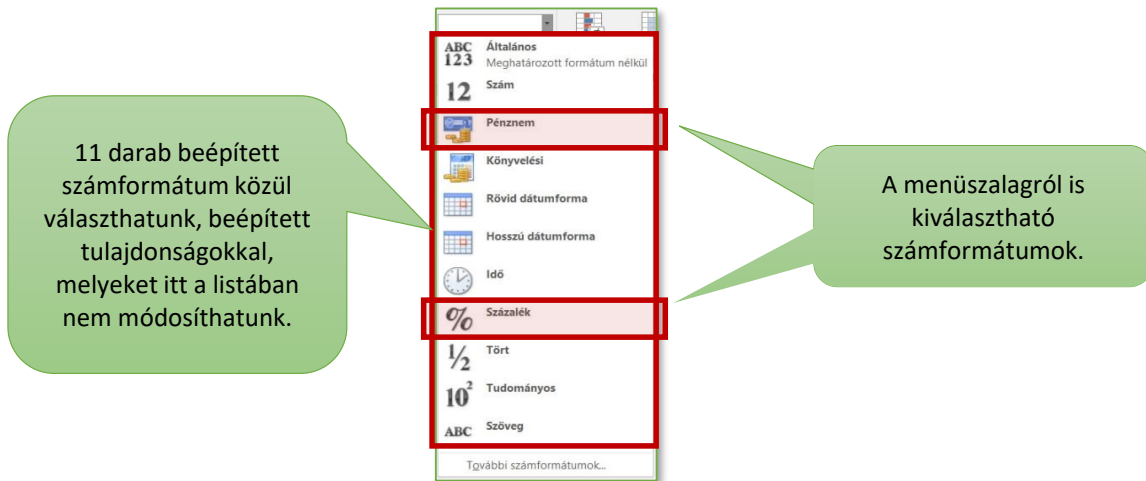 ABC
123
Általános
Meghatározott formátum nélkül
12
Szám
Pénznem
Könyvelési
Rövid dátumforma
Hosszú dátumforma
Idő
%
Százalék
1/2
Tört
10²
Tudományos
ABC
Szöveg
További számformátumok...
11 darab beépített
számformátum közül
választhatunk, beépített
tulajdonságokkal,
melyeket itt a listában
nem módosíthatunk.
A menüszalagról is
kiválasztható
számformátumok.